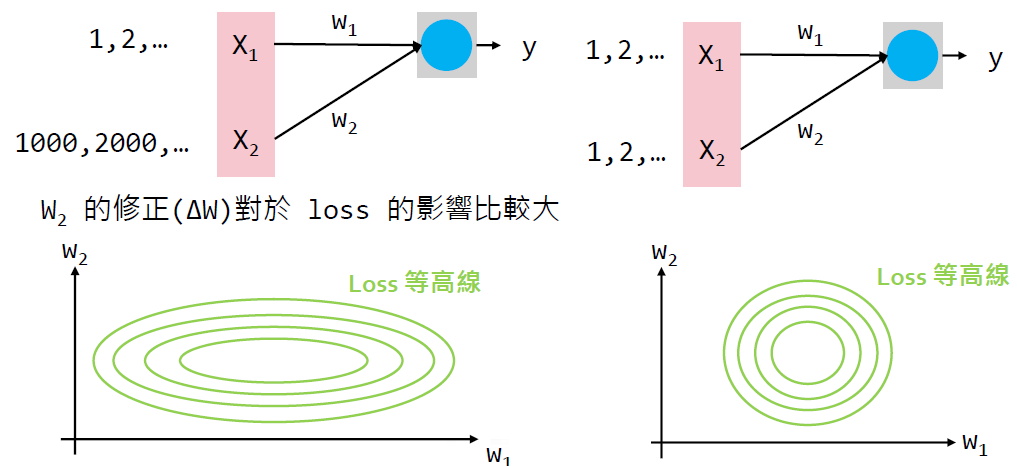 1,2,…
X1
W1
y
1000,2000,…
X2
W2
W2 的修正(ΔW)對於 loss 的影響比較大
W2
Loss 等高線
W1
1,2,…
X1
W1
y
1,2,…
X2
W2
W2
Loss 等高線
W1